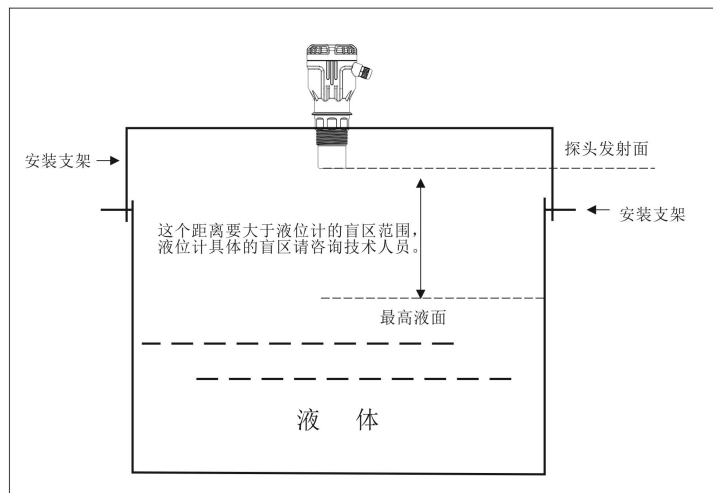 探头发射面
安装支架
安装支架
这个距离要大于液位计的盲区范围，
液位计具体的盲区请咨询技术人员。
最高液面
液 体